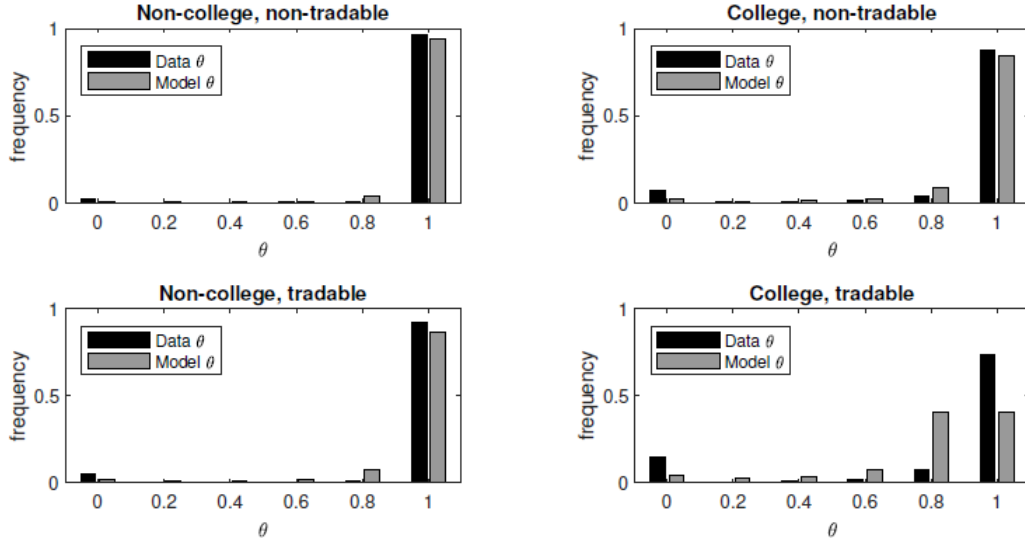 Non-college, non-tradable
1
0.5
0
frequency
Data θ
Model θ
0 0.2 0.4 0.6 0.8 1
θ
College, non-tradable
1
0.5
0
frequency
Data θ
Model θ
0 0.2 0.4 0.6 0.8 1
θ
Non-college, tradable
1
0.5
0
frequency
Data θ
Model θ
0 0.2 0.4 0.6 0.8 1
θ
College, tradable
1
0.5
0
frequency
Data θ
Model θ
0 0.2 0.4 0.6 0.8 1
θ